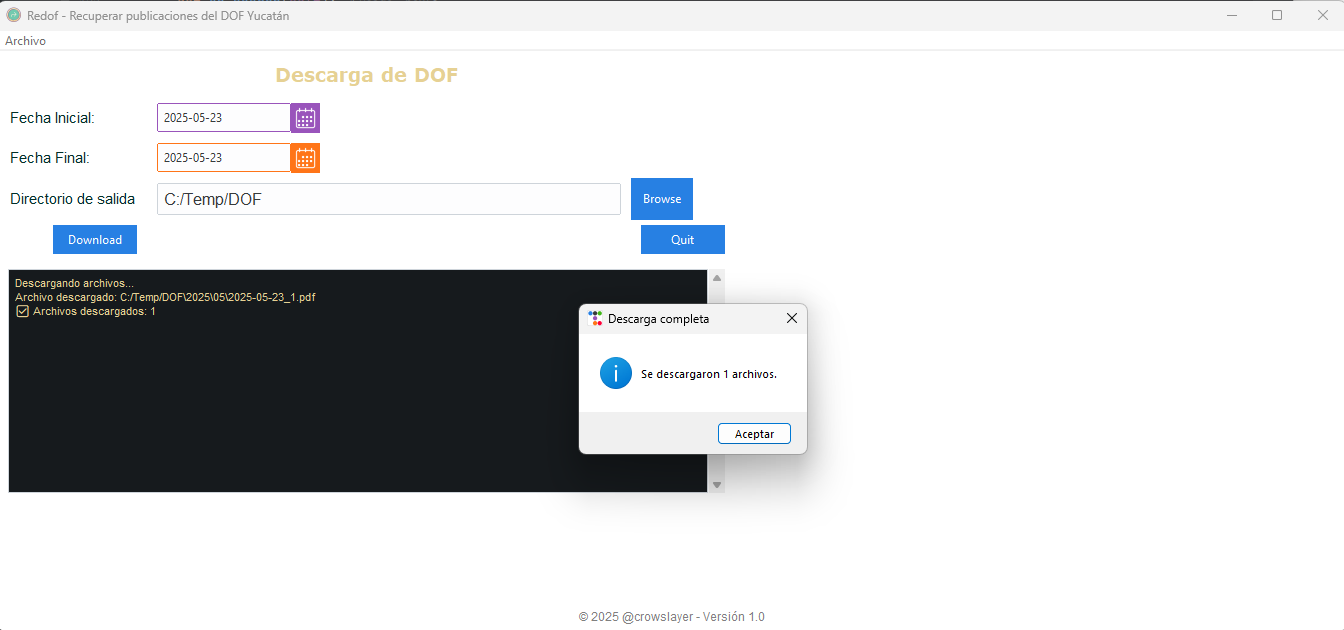 Redof - Recuperar publicaciones del DOF Yucatán
Archivo
Descarga de DOF
Fecha Inicial:
2025-05-23
Fecha Final:
2025-05-23
Directorio de salida
C:/Temp/DOF
Browse
Download
Quit
Descargando archivos...
Archivo descargado: C:/Temp/DOF\2025\05\2025-05-23_1.pdf
Archivos descargados: 1
Descarga completa
Se descargaron 1 archivos.
Aceptar
© 2025 @crowslayer - Versión 1.0